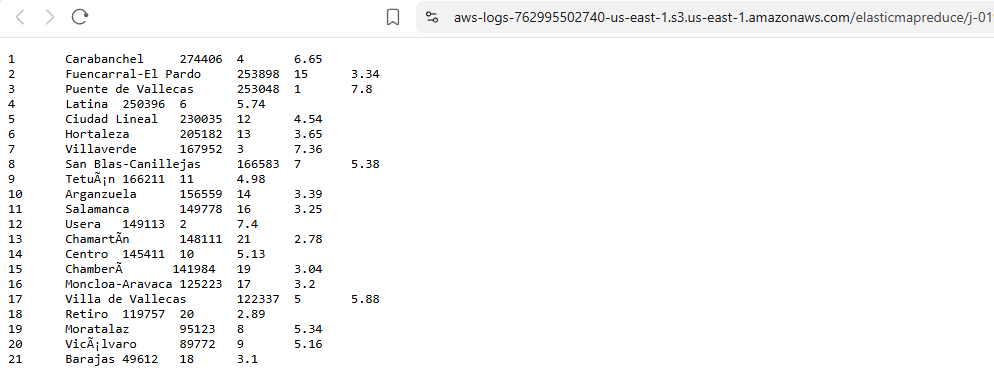 aws-logs-762995502740-us-east-1.s3.us-east-1.amazonaws.com/elasticmapreduce/j-01
1 Carabanchel 274406 4 6.65
2 Fuencarral-El Pardo 253898 15 3.34
3 Puente de Vallecas 253048 1 7.8
4 Latina 250396 6 5.74
5 Ciudad Lineal 230035 12 4.54
6 Hortaleza 205182 13 3.65
7 Villaverde 167952 3 7.36
8 San Blas-Canillejas 166583 7 5.38
9 TetuÃ¡n 166211 11 4.98
10 Arganzuela 156559 14 3.39
11 Salamanca 149778 16 3.25
12 Usera 149113 2 7.4
13 ChamartÃn 148111 21 2.78
14 Centro 145411 10 5.13
15 ChamberÃ 141984 19 3.04
16 Moncloa-Aravaca 125223 17 3.2
17 Villa de Vallecas 122337 5 5.88
18 Retiro 119757 20 2.89
19 Moratalaz 95123 8 5.34
20 VicÃ¡lvaro 89772 9 5.16
21 Barajas 49612 18 3.1